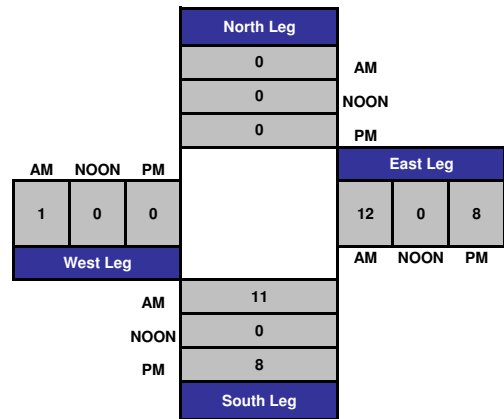 North Leg
0 AM
0 NOON
0 PM
AM NOON PM East Leg
1 0 0 12 0 8
West Leg AM NOON PM
AM 11
NOON 0
PM 8
South Leg